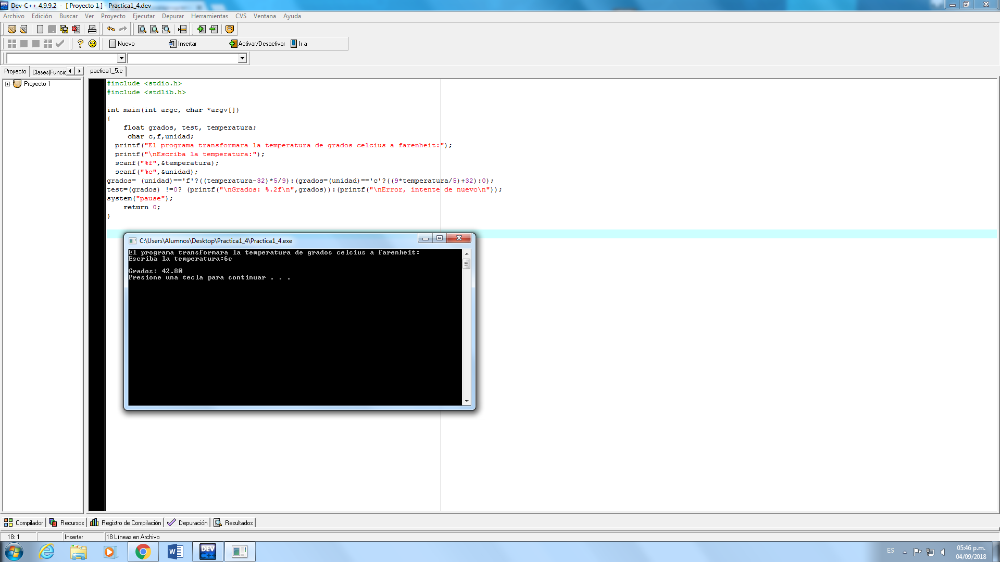 Dev-C++ 4.9.9.2 - [ Proyecto 1 ] - Practica1_4.dev
Archivo Edición Buscar Ver Proyecto Ejecutar Depurar Herramientas CVS Ventana Ayuda
Nuevo Insertar Activar/Desactivar Ir a
Proyecto Clases(Funcic pactica1_5.c
Proyecto 1
#include <stdio.h>
#include <stdlib.h>
int main(int argc, char *argv[])
{
float grados, test, temperatura;
char c,f,unidad;
printf("El programa transformara la temperatura de grados celcius a farenheit:");
printf("\nEscriba la temperatura:");
scanf("%f",&temperatura);
scanf("%c",&unidad);
grados= (unidad)=='f'?((temperatura-32)*5/9):(grados=(unidad)=='c'?((9*temperatura/5)+32):0);
test=(grados) !=0? (printf("\nGrados: %.2f\n",grados)):(printf("\nError, intente de nuevo\n"));
system("pause");
return 0;
}
C:\Users\Alumnos\Desktop\Practica1_4\Practica1_4.exe
El programa transformara la temperatura de grados celcius a farenheit:
Escriba la temperatura:6c
Grados: 42.80
Presione una tecla para continuar . . .
Compilador Recursos Registro de Compilación Depuración Resultados
18: 1 Insertar 18 Líneas en Archivo
DEV C++
W
ES
05:46 p.m.
04/09/2018